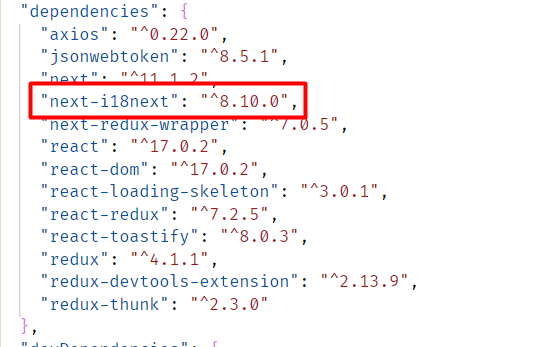 "dependencies": {
"axios": "^0.22.0",
"jsonwebtoken": "^8.5.1",
"next": "^11.1.2",
"next-i18next": "^8.10.0",
"next-redux-wrapper": "^7.0.5",
"react": "^17.0.2",
"react-dom": "^17.0.2",
"react-loading-skeleton": "^3.0.1",
"react-redux": "^7.2.5",
"react-toastify": "^8.0.3",
"redux": "^4.1.1",
"redux-devtools-extension": "^2.13.9",
"redux-thunk": "^2.3.0"
},
"devDependencies": {